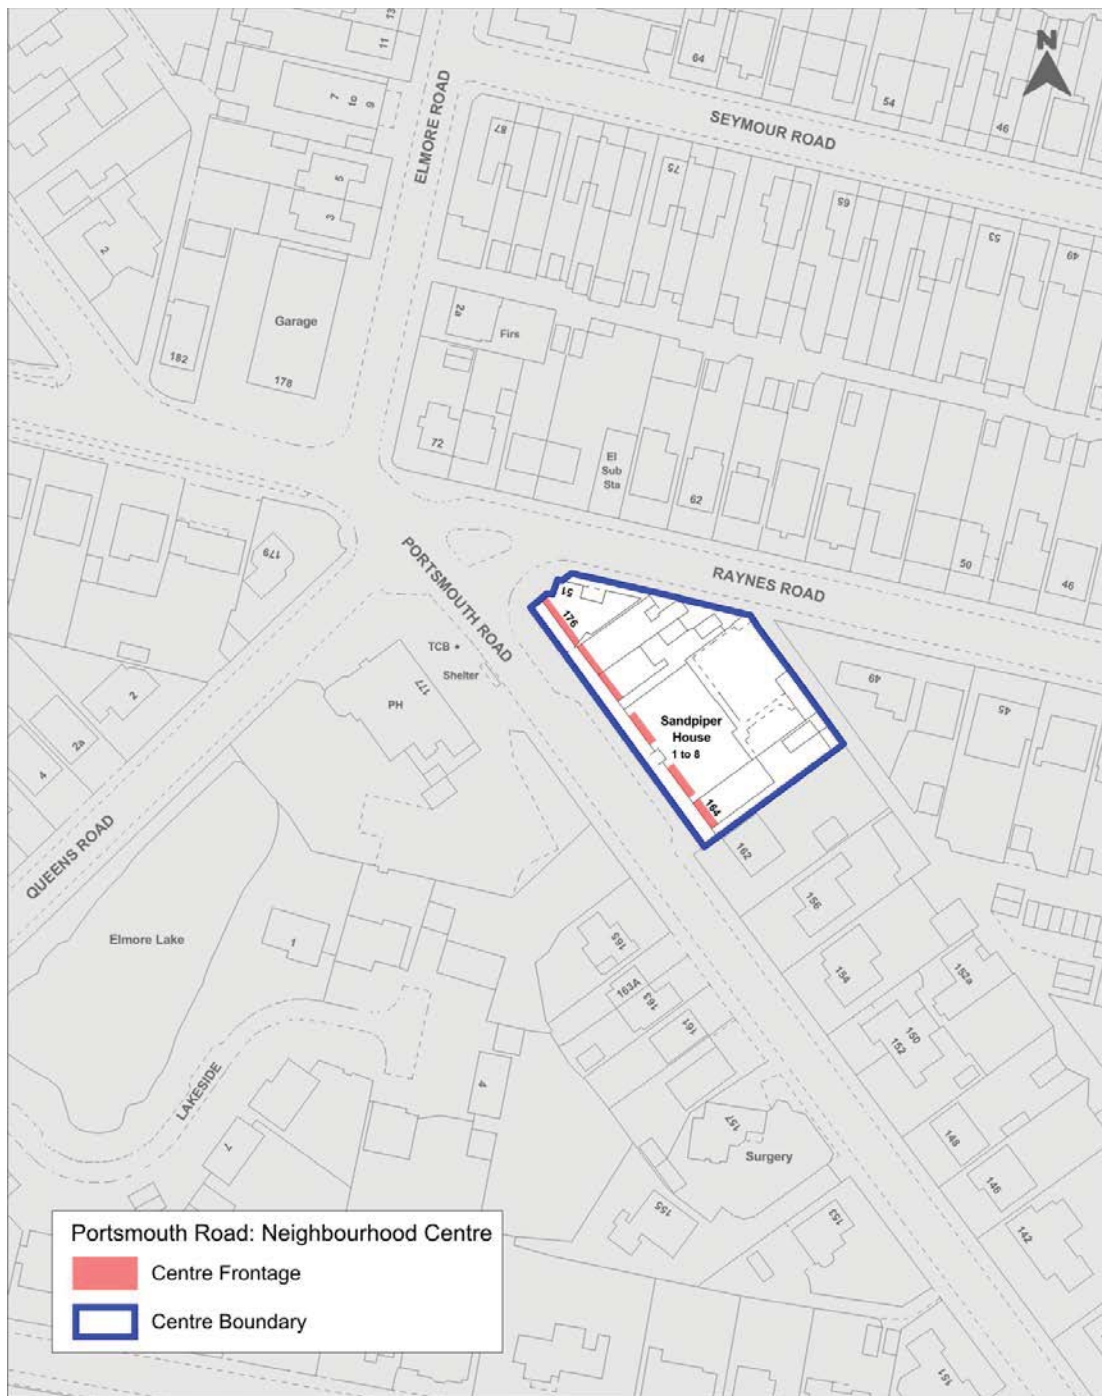 13
11
N
7
to
9
ELMORE ROAD
64
54
46
SEYMOUR ROAD
87
75
65
53
49
5
3
2
Garage
182
178
2a
Firs
72
El
Sub
Sta
62
50
46
179
PORTSMOUTH ROAD
RAYNES ROAD
51
176
TCB
Shelter
177
PH
49
45
Sandpiper
House
1 to 8
164
162
2
2a
4
QUEENS ROAD
Elmore Lake
1
156
165
163A
163
161
154
152a
150
152
LAKESIDE
4
7
157
Surgery
148
146
142
155
153
151
Portsmouth Road: Neighbourhood Centre
Centre Frontage
Centre Boundary